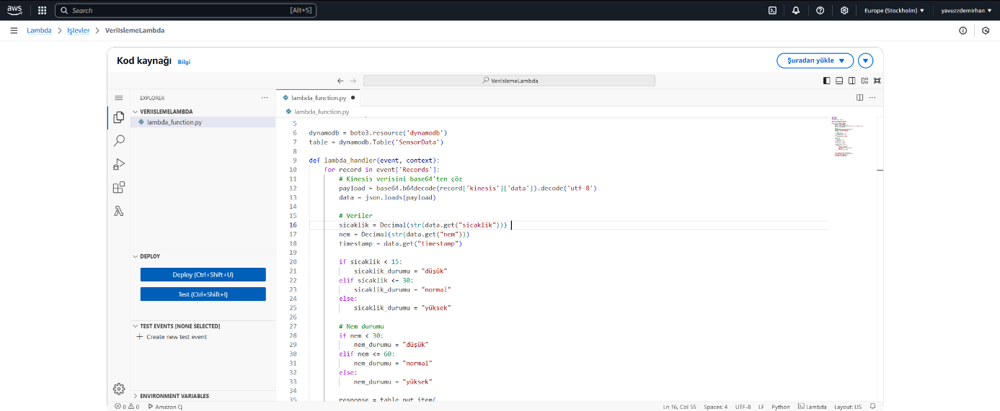 aws
Search [Alt+S]
Europe (Stockholm) ▼
yavuzzdemirhan ▼
Lambda > İşlevler > VeriIslemeLambda
Kod kaynağı Bilgi
Şuradan yükle ▼
VeriIslemeLambda
EXPLORER
lambda_function.py
VERIISLEMELAMBDA
lambda_function.py
lambda_function.py
5
6 dynamodb = boto3.resource('dynamodb')
7 table = dynamodb.Table('SensorData')
8
9 def lambda_handler(event, context):
10 for record in event['Records']:
11 # Kinesis verisini base64'ten çöz
12 payload = base64.b64decode(record['kinesis']['data']).decode('utf-8')
13 data = json.loads(payload)
14
15 # Veriler
16 sicaklik = Decimal(str(data.get("sicaklik")))
17 nem = Decimal(str(data.get("nem")))
18 timestamp = data.get("timestamp")
19
20 if sicaklik < 15:
21 sicaklik_durumu = "düşük"
22 elif sicaklik <= 30:
23 sicaklik_durumu = "normal"
24 else:
25 sicaklik_durumu = "yüksek"
26
27 # Nem durumu
28 if nem < 30:
29 nem_durumu = "düşük"
30 elif nem <= 60:
31 nem_durumu = "normal"
32 else:
33 nem_durumu = "yüksek"
34
35 response = table.put_item(
DEPLOY
Deploy (Ctrl+Shift+U)
Test (Ctrl+Shift+I)
TEST EVENTS [NONE SELECTED]
Create new test event
ENVIRONMENT VARIABLES
0 0 Amazon Q
Ln 16, Col 55 Spaces: 4 UTF-8 LF Python Lambda Layout: US